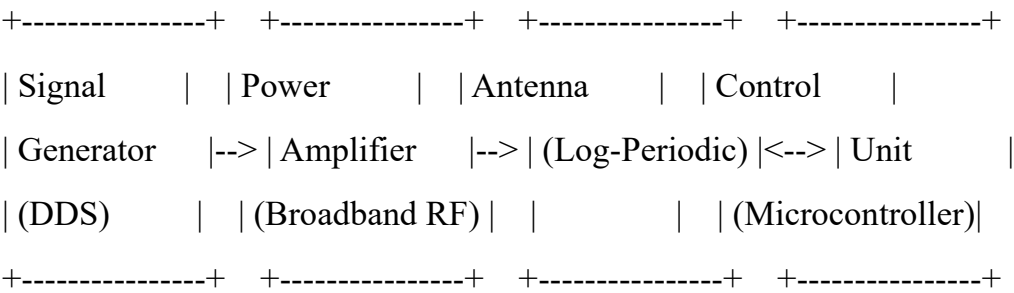 +----------------+ +----------------+ +----------------+ +----------------+
| Signal | | Power | | Antenna | | Control |
| Generator |--> | Amplifier |--> | (Log-Periodic) |<--> | Unit |
| (DDS) | | (Broadband RF) | | | | (Microcontroller)|
+----------------+ +----------------+ +----------------+ +----------------+